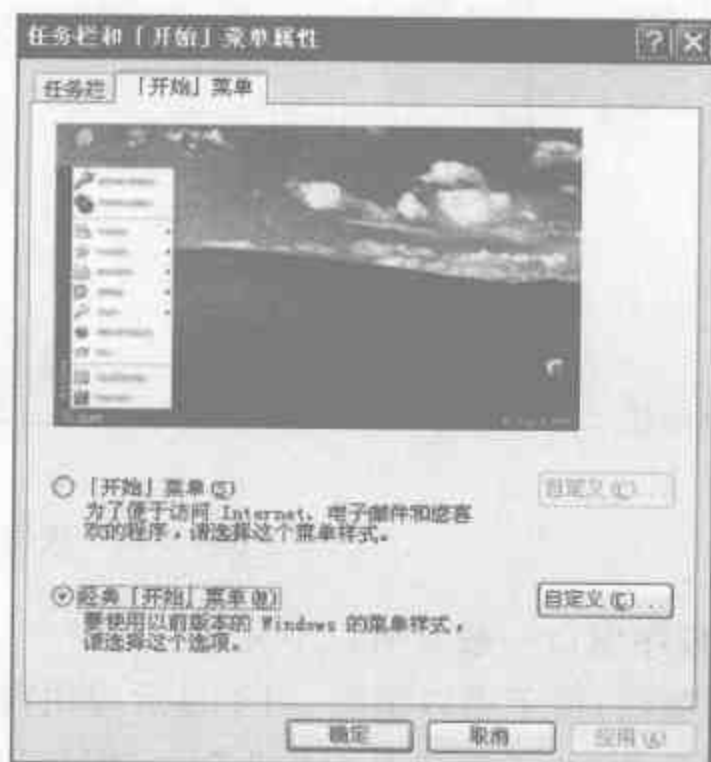 任务栏和「开始」菜单属性
任务栏
「开始」菜单
「开始」菜单(S)
自定义(C)...
为了便于访问 Internet、电子邮件和您喜
欢的程序，请选择这个菜单样式。
经典「开始」菜单(M)
自定义(C)...
要使用以前版本的 Windows 的菜单样式，
请选择这个选项。
确定
取消
应用(A)